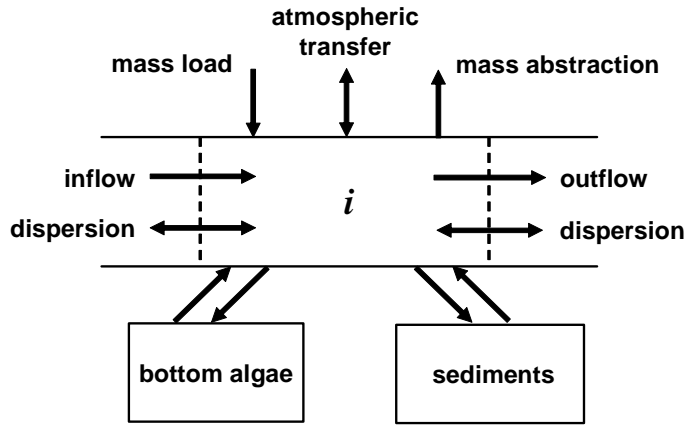 atmospheric
transfer
mass load
mass abstraction
inflow
i
outflow
dispersion
dispersion
bottom algae
sediments